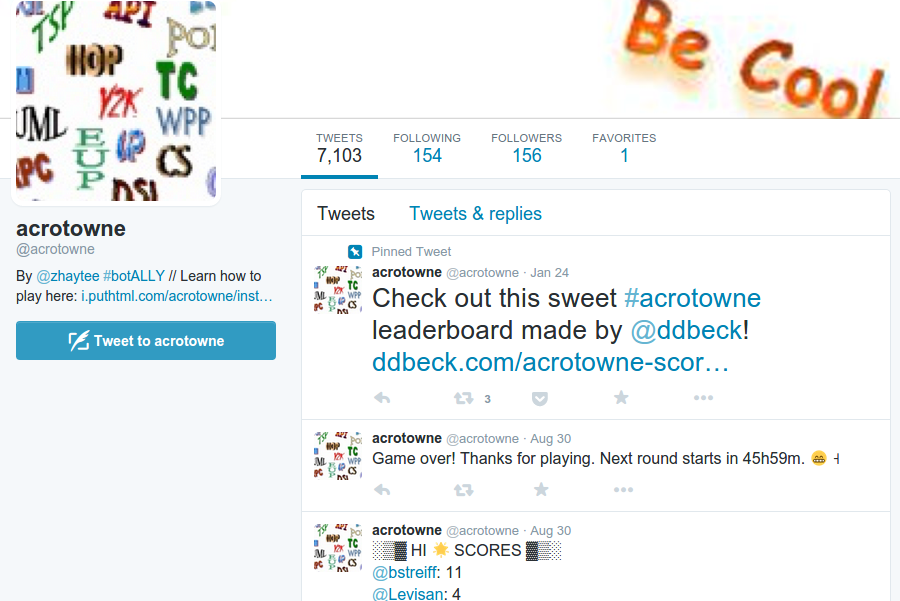 TSP API
POI
HOP
TC
Y2K
UML WPP
EUP UP CS
PC
DSL
Be Cool
TWEETS FOLLOWING FOLLOWERS FAVORITES
7,103 154 156 1
acrotowne
@acrotowne
By @zhaytee #botALLY // Learn how to
play here: i.puthtml.com/acrotowne/inst…
Tweet to acrotowne
Tweets Tweets & replies
Pinned Tweet
acrotowne @acrotowne · Jan 24
Check out this sweet #acrotowne
leaderboard made by @ddbeck!
ddbeck.com/acrotowne-scor…
3
acrotowne @acrotowne · Aug 30
Game over! Thanks for playing. Next round starts in 45h59m. 😁
acrotowne @acrotowne · Aug 30
░▒▓ HI 🌟 SCORES ▓▒░
@bstreiff: 11
@Levisan: 4